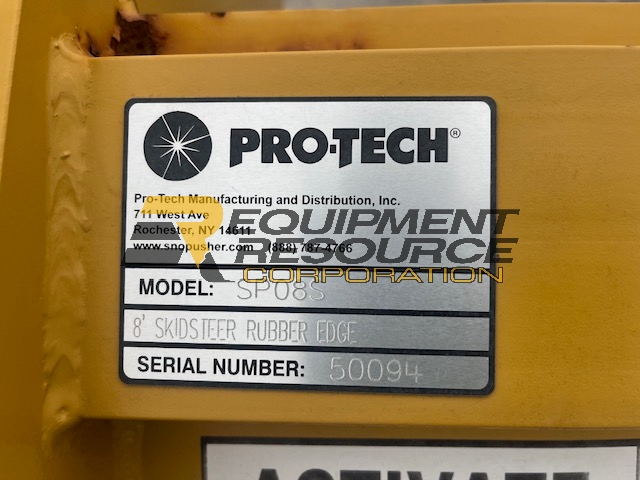 PRO-TECH®
Pro-Tech Manufacturing and Distribution, Inc.
711 West Ave
Rochester, NY 14611
www.snopusher.com (888) 787-4766
EQUIPMENT
RESOURCE
CORPORATION
MODEL: SP08S
8' SKIDSTEER RUBBER EDGE
SERIAL NUMBER: 50094
ACTIVATE